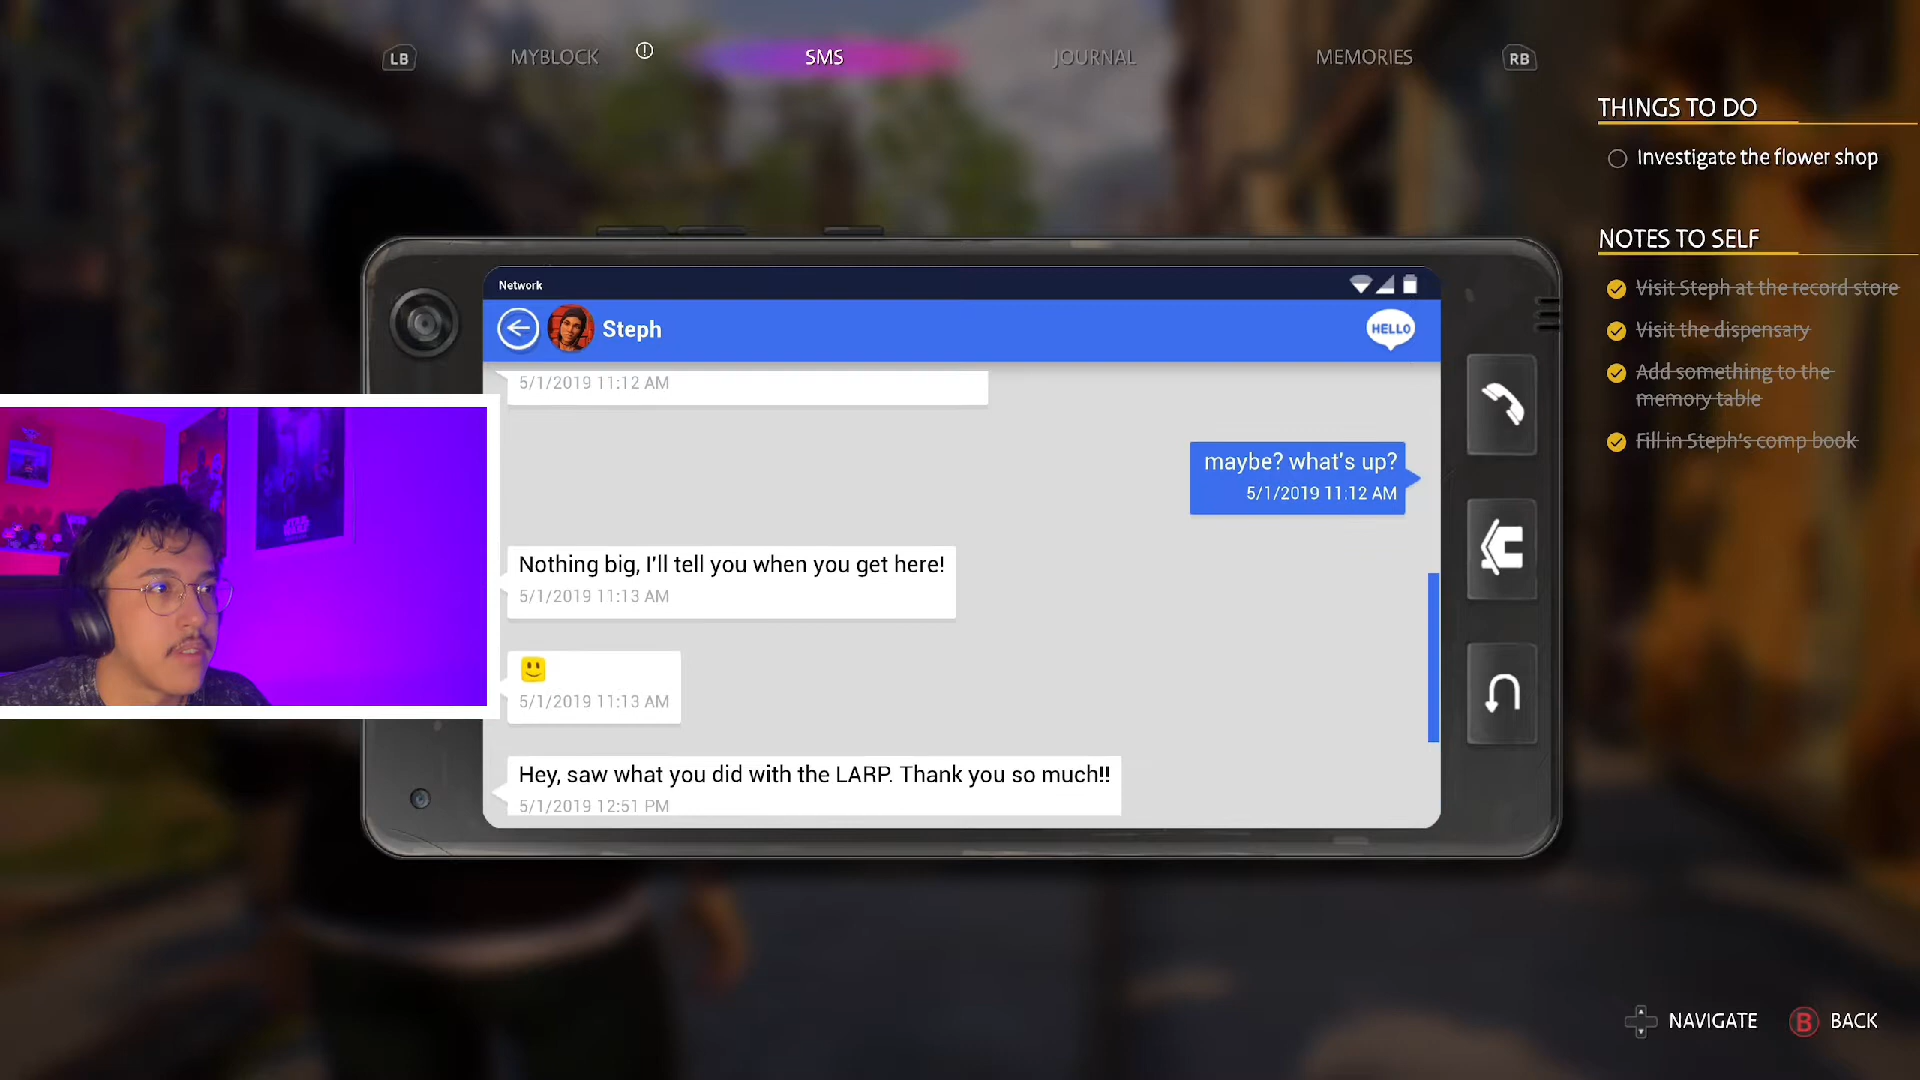 LB
MYBLOCK
SMS
JOURNAL
MEMORIES
RB
THINGS TO DO
Investigate the flower shop
NOTES TO SELF
Visit Steph at the record store
Visit the dispensary
Add something to the
memory table
Fill in Steph's comp book
Network
Steph
HELLO
5/1/2019 11:12 AM
maybe? what's up?
5/1/2019 11:12 AM
Nothing big, I'll tell you when you get here!
5/1/2019 11:13 AM
5/1/2019 11:13 AM
Hey, saw what you did with the LARP. Thank you so much!!
5/1/2019 12:51 PM
NAVIGATE
B BACK